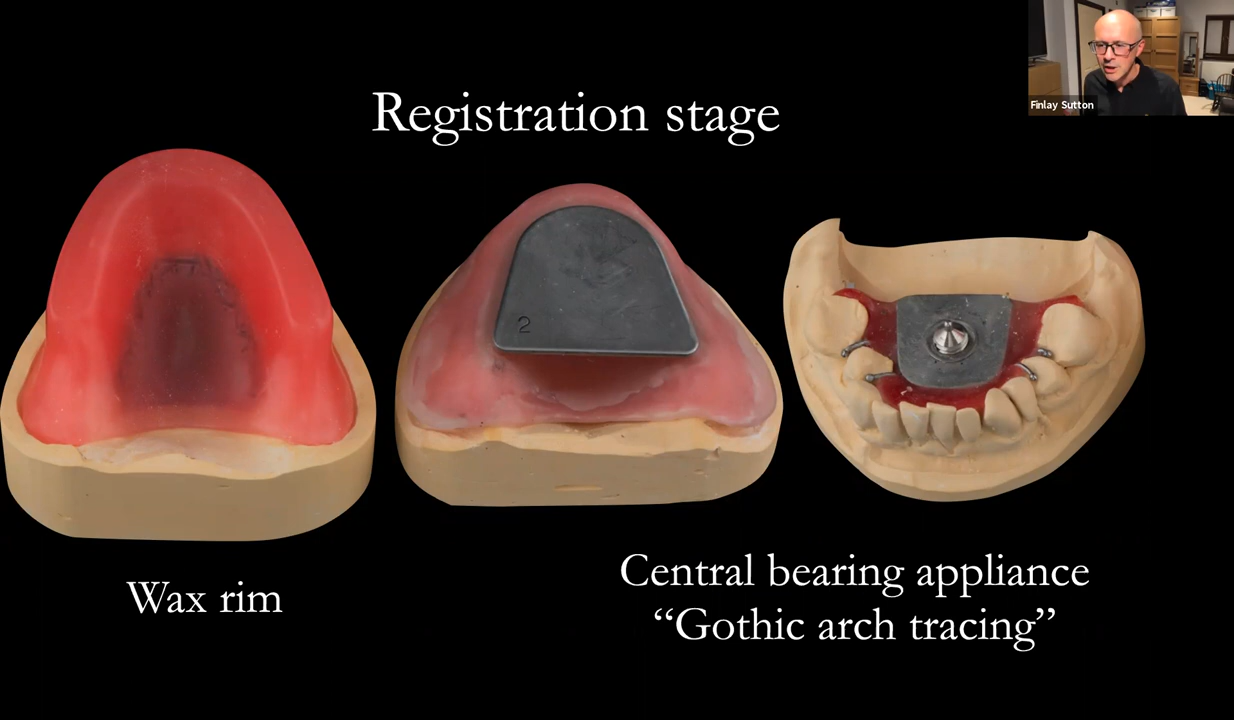 Finlay Sutton
Registration stage
2
Wax rim
Central bearing appliance
“Gothic arch tracing”